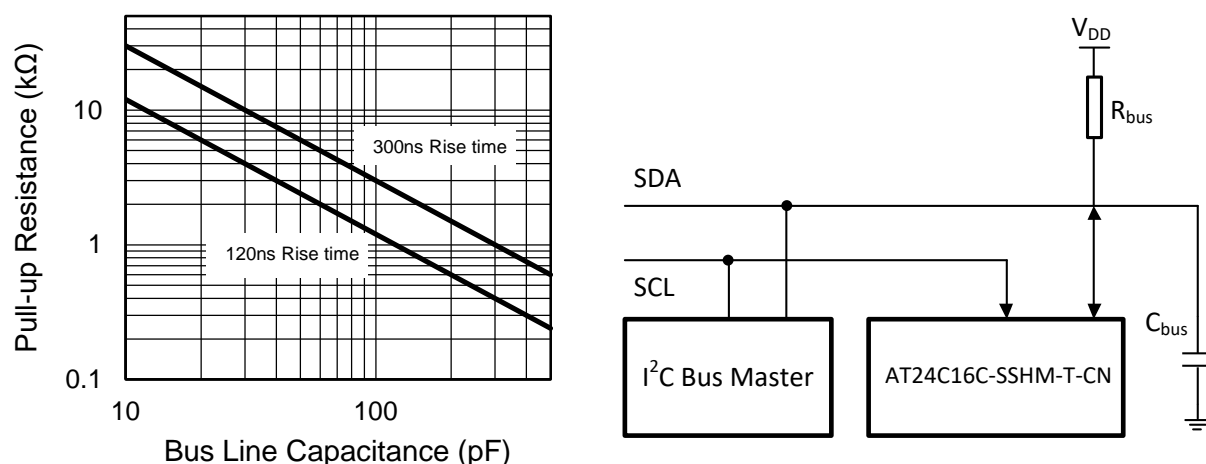 Pull-up Resistance (kΩ)
10
1
0.1
300ns Rise time
120ns Rise time
10
100
Bus Line Capacitance (pF)
V_DD
R_bus
SDA
SCL
C_bus
I²C Bus Master
AT24C16C-SSHM-T-CN